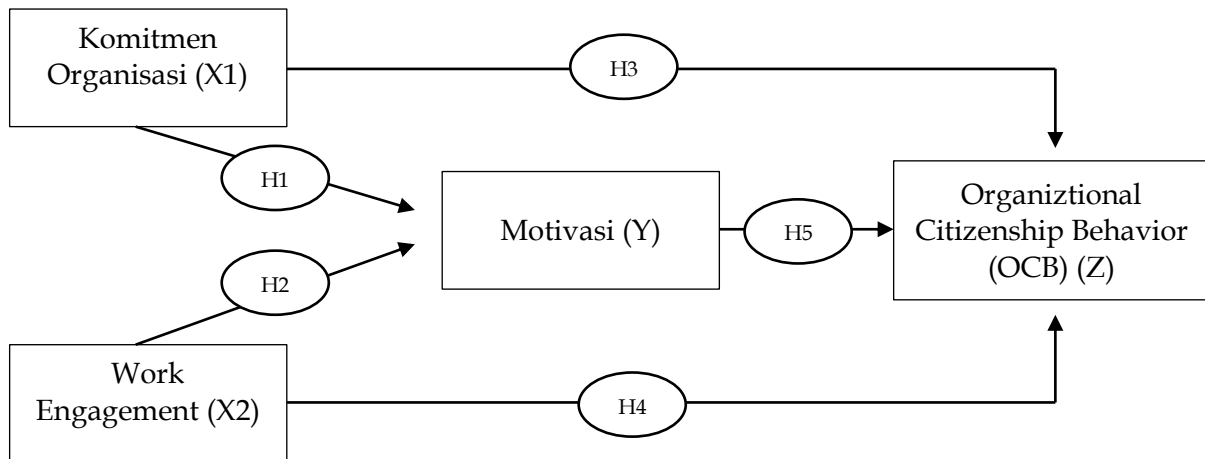 Komitmen
Organisasi (X1)
H3
H1
Motivasi (Y)
H5
Organiztional
Citizenship Behavior
(OCB) (Z)
H2
Work
Engagement (X2)
H4